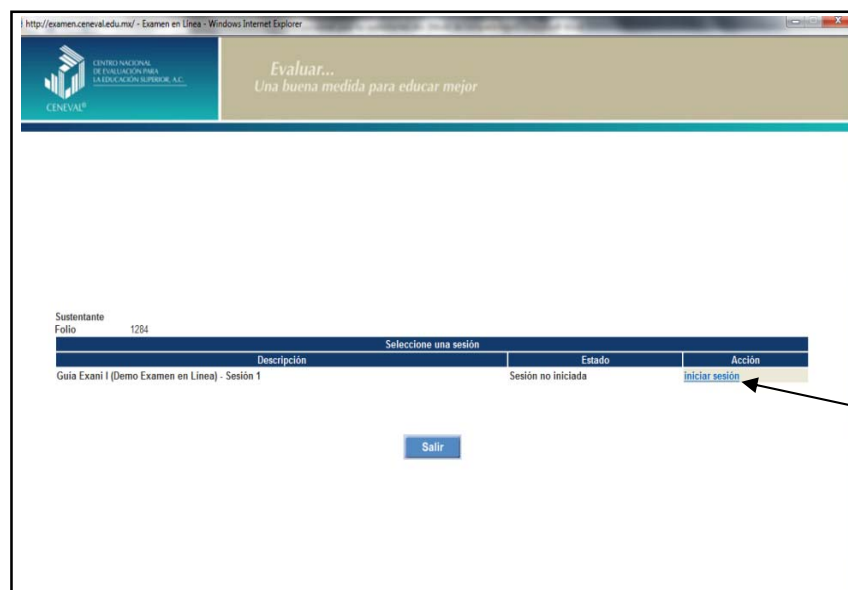 http://examen.ceneval.edu.mx/ - Examen en Línea - Windows Internet Explorer
CENTRO NACIONAL
DE EVALUACIÓN PARA
LA EDUCACIÓN SUPERIOR, A.C.
CENEVAL®
Evaluar...
Una buena medida para educar mejor
Sustentante
Folio 1284
Seleccione una sesión
Descripción Estado Acción
Guía Exani I (Demo Examen en Línea) - Sesión 1 Sesión no iniciada iniciar sesión
Salir